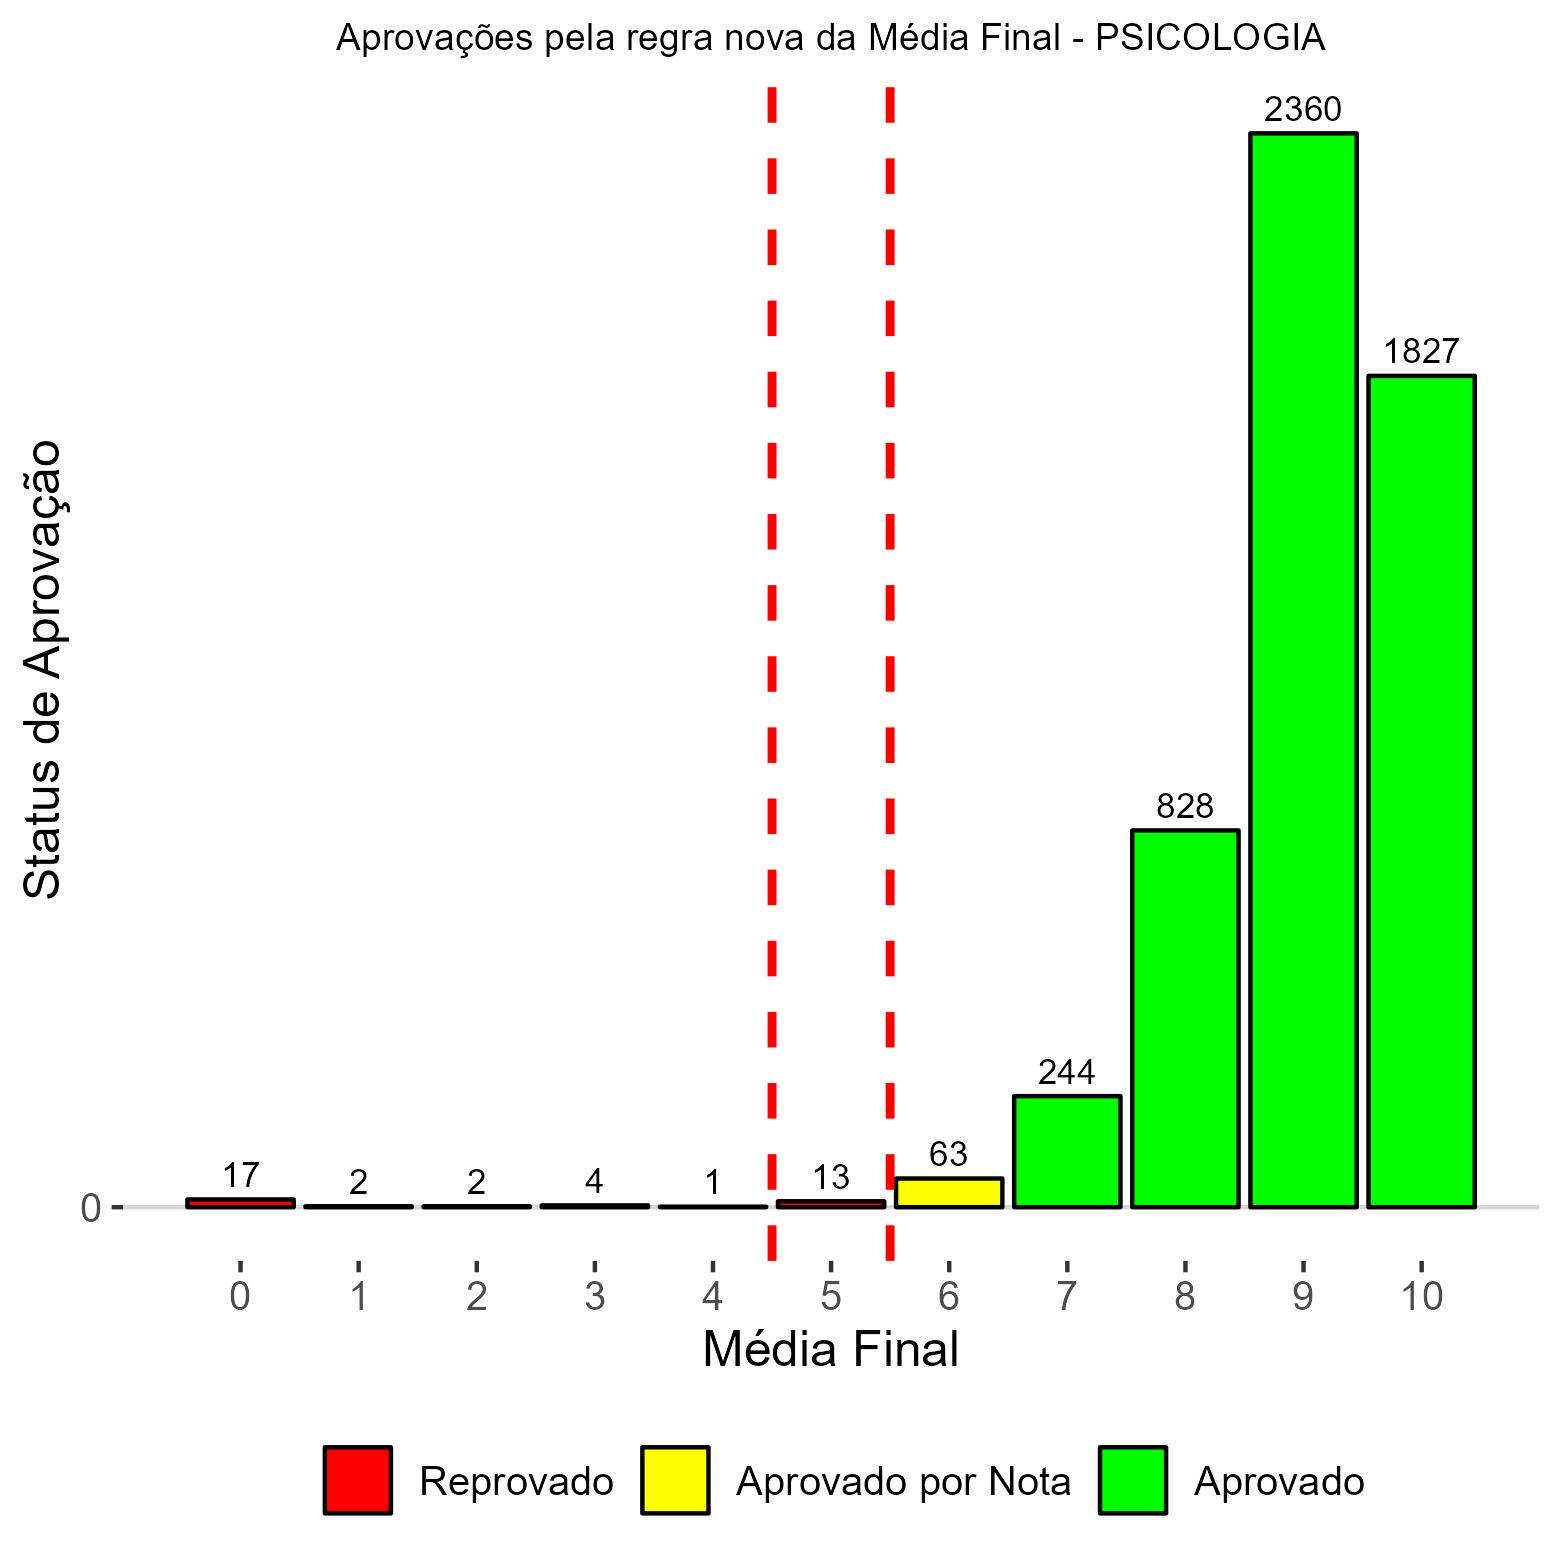 Aprovações pela regra nova da Média Final - PSICOLOGIA
2360
1827
828
244
63
17
2
2
4
1
13
Status de Aprovação
0
0 1 2 3 4 5 6 7 8 9 10
Média Final
Reprovado Aprovado por Nota Aprovado